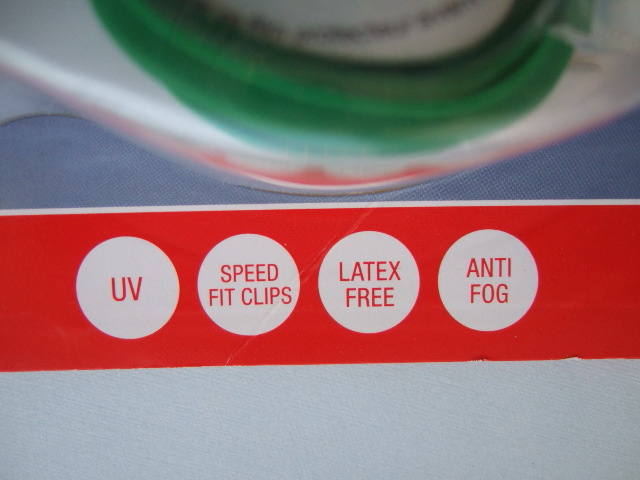 UV
SPEED
FIT CLIPS
LATEX
FREE
ANTI
FOG